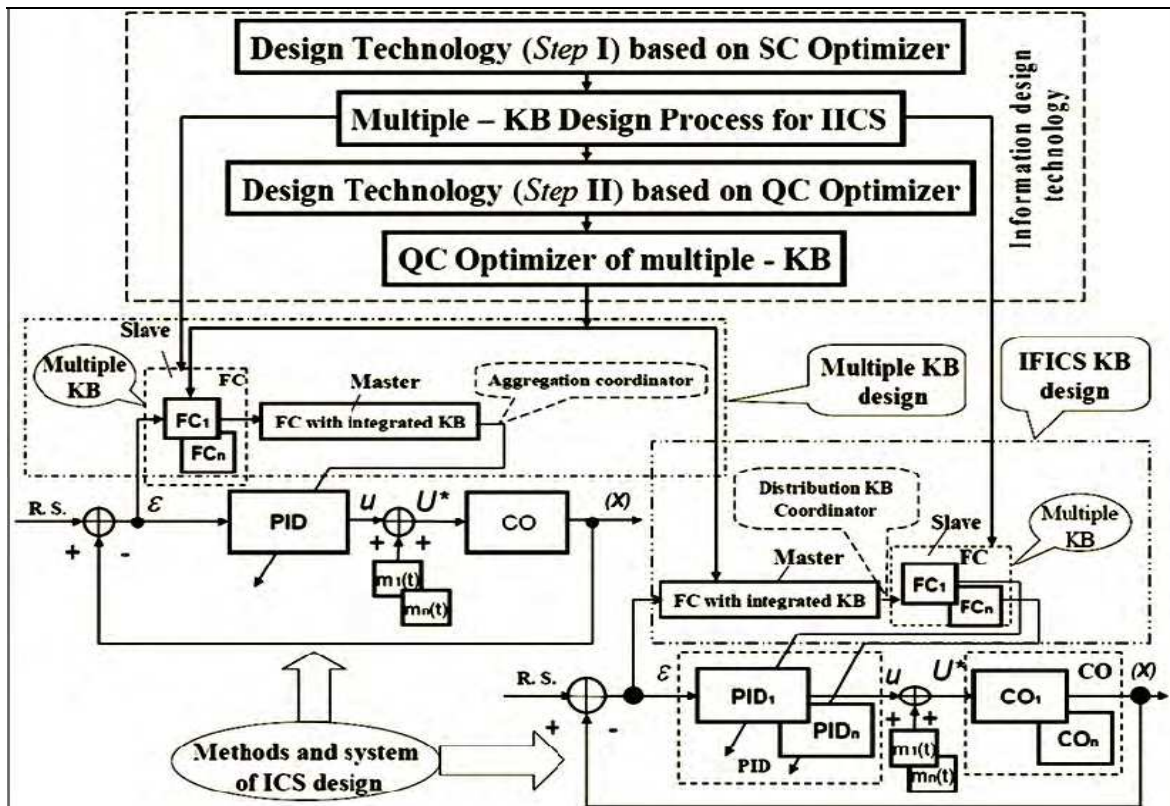 Design Technology (Step I) based on SC Optimizer
Multiple – KB Design Process for IICS
Design Technology (Step II) based on QC Optimizer
QC Optimizer of multiple - KB
Information design
technology
Slave
Multiple
KB
FC
FC1
FCn
Master
FC with integrated KB
Aggregation coordinator
Multiple KB
design
IFICS KB
design
R. S.
+
-
ε
PID
u
U*
+
+
m1(t)
mn(t)
CO
(X)
Distribution KB
Coordinator
Slave
FC
FC1
FCn
Multiple
KB
Master
FC with integrated KB
R. S.
+
-
ε
PID1
PIDn
PID
u
U*
+
+
m1(t)
mn(t)
CO
CO1
COn
(X)
Methods and system
of ICS design